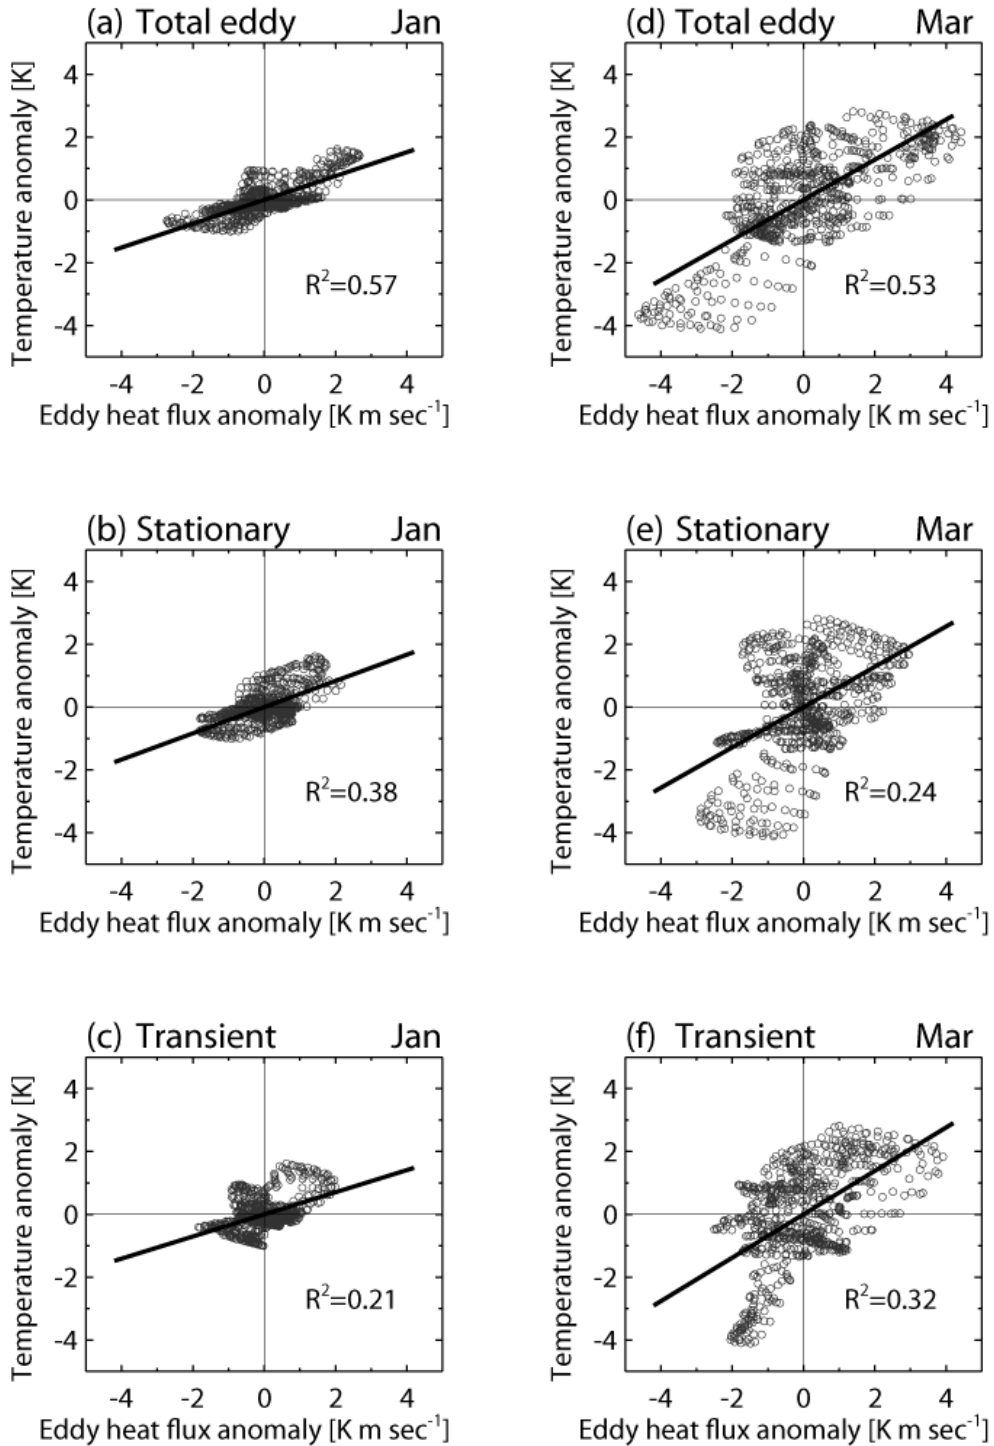 (a) Total eddy Jan
Temperature anomaly [K]
4
2
0
-2
-4
R²=0.57
-4 -2 0 2 4
Eddy heat flux anomaly [K m sec⁻¹]
(d) Total eddy Mar
Temperature anomaly [K]
4
2
0
-2
-4
R²=0.53
-4 -2 0 2 4
Eddy heat flux anomaly [K m sec⁻¹]
(b) Stationary Jan
Temperature anomaly [K]
4
2
0
-2
-4
R²=0.38
-4 -2 0 2 4
Eddy heat flux anomaly [K m sec⁻¹]
(e) Stationary Mar
Temperature anomaly [K]
4
2
0
-2
-4
R²=0.24
-4 -2 0 2 4
Eddy heat flux anomaly [K m sec⁻¹]
(c) Transient Jan
Temperature anomaly [K]
4
2
0
-2
-4
R²=0.21
-4 -2 0 2 4
Eddy heat flux anomaly [K m sec⁻¹]
(f) Transient Mar
Temperature anomaly [K]
4
2
0
-2
-4
R²=0.32
-4 -2 0 2 4
Eddy heat flux anomaly [K m sec⁻¹]